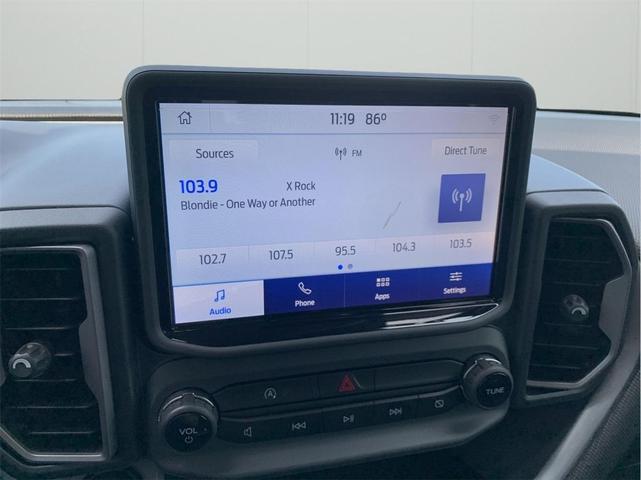 11:19 86°
Sources FM Direct Tune
103.9 X Rock
Blondie - One Way or Another
102.7 107.5 95.5 104.3 103.5
Audio Phone Apps Settings
A
VOL TUNE